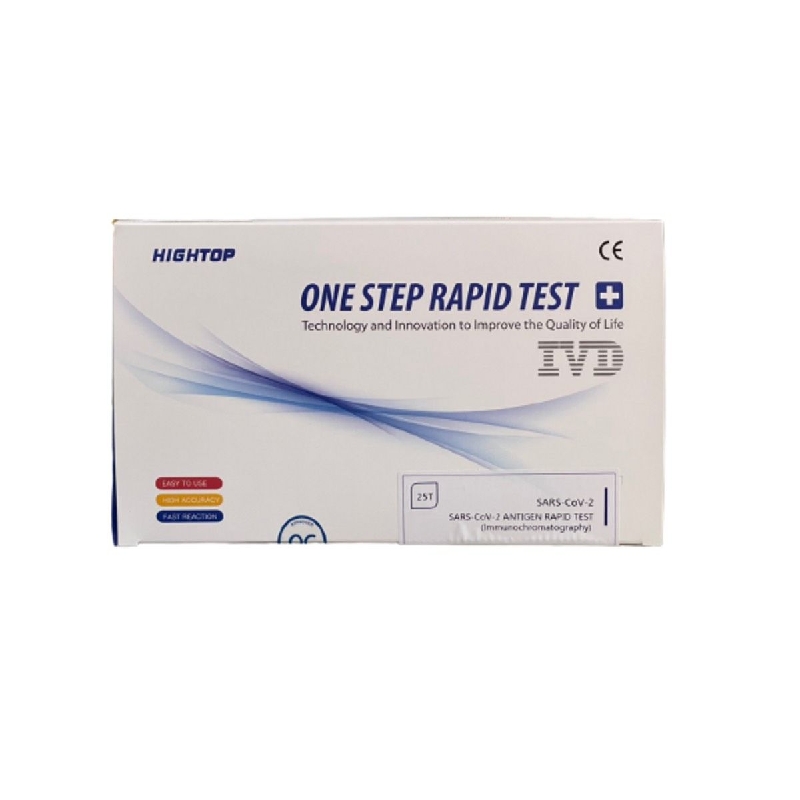 HIGHTOP
CE
ONE STEP RAPID TEST
Technology and Innovation to Improve the Quality of Life
IVD
EASY TO USE
HIGH ACCURACY
FAST REACTION
25T
SARS-CoV-2
SARS-CoV-2 ANTIGEN RAPID TEST
(Immunochromatography)